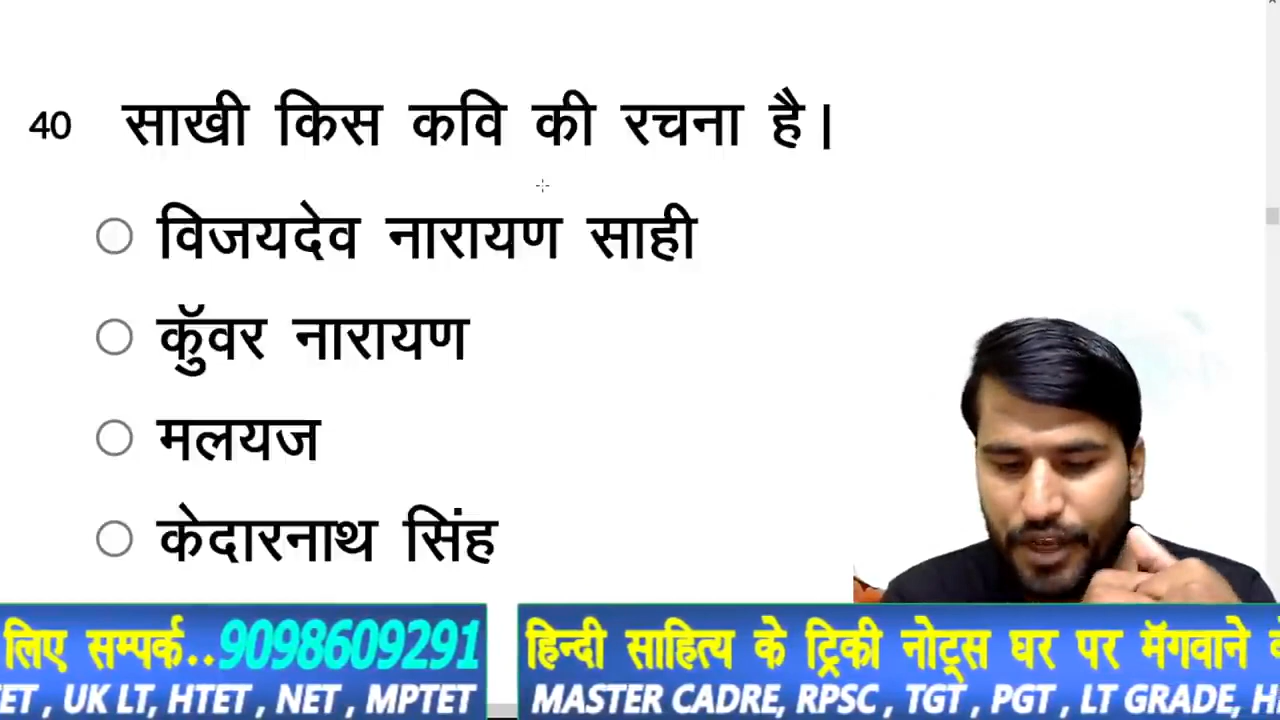 40 साखी किस कवि की रचना है।
विजयदेव नारायण साही
कुॅवर नारायण
मलयज
केदारनाथ सिंह
लिए सम्पर्क..9098609291
हिन्दी साहित्य के ट्रिकी नोट्स घर पर मॅगवाने के
ET , UK LT, HTET , NET , MPTET
MASTER CADRE, RPSC , TGT , PGT , LT GRADE, H